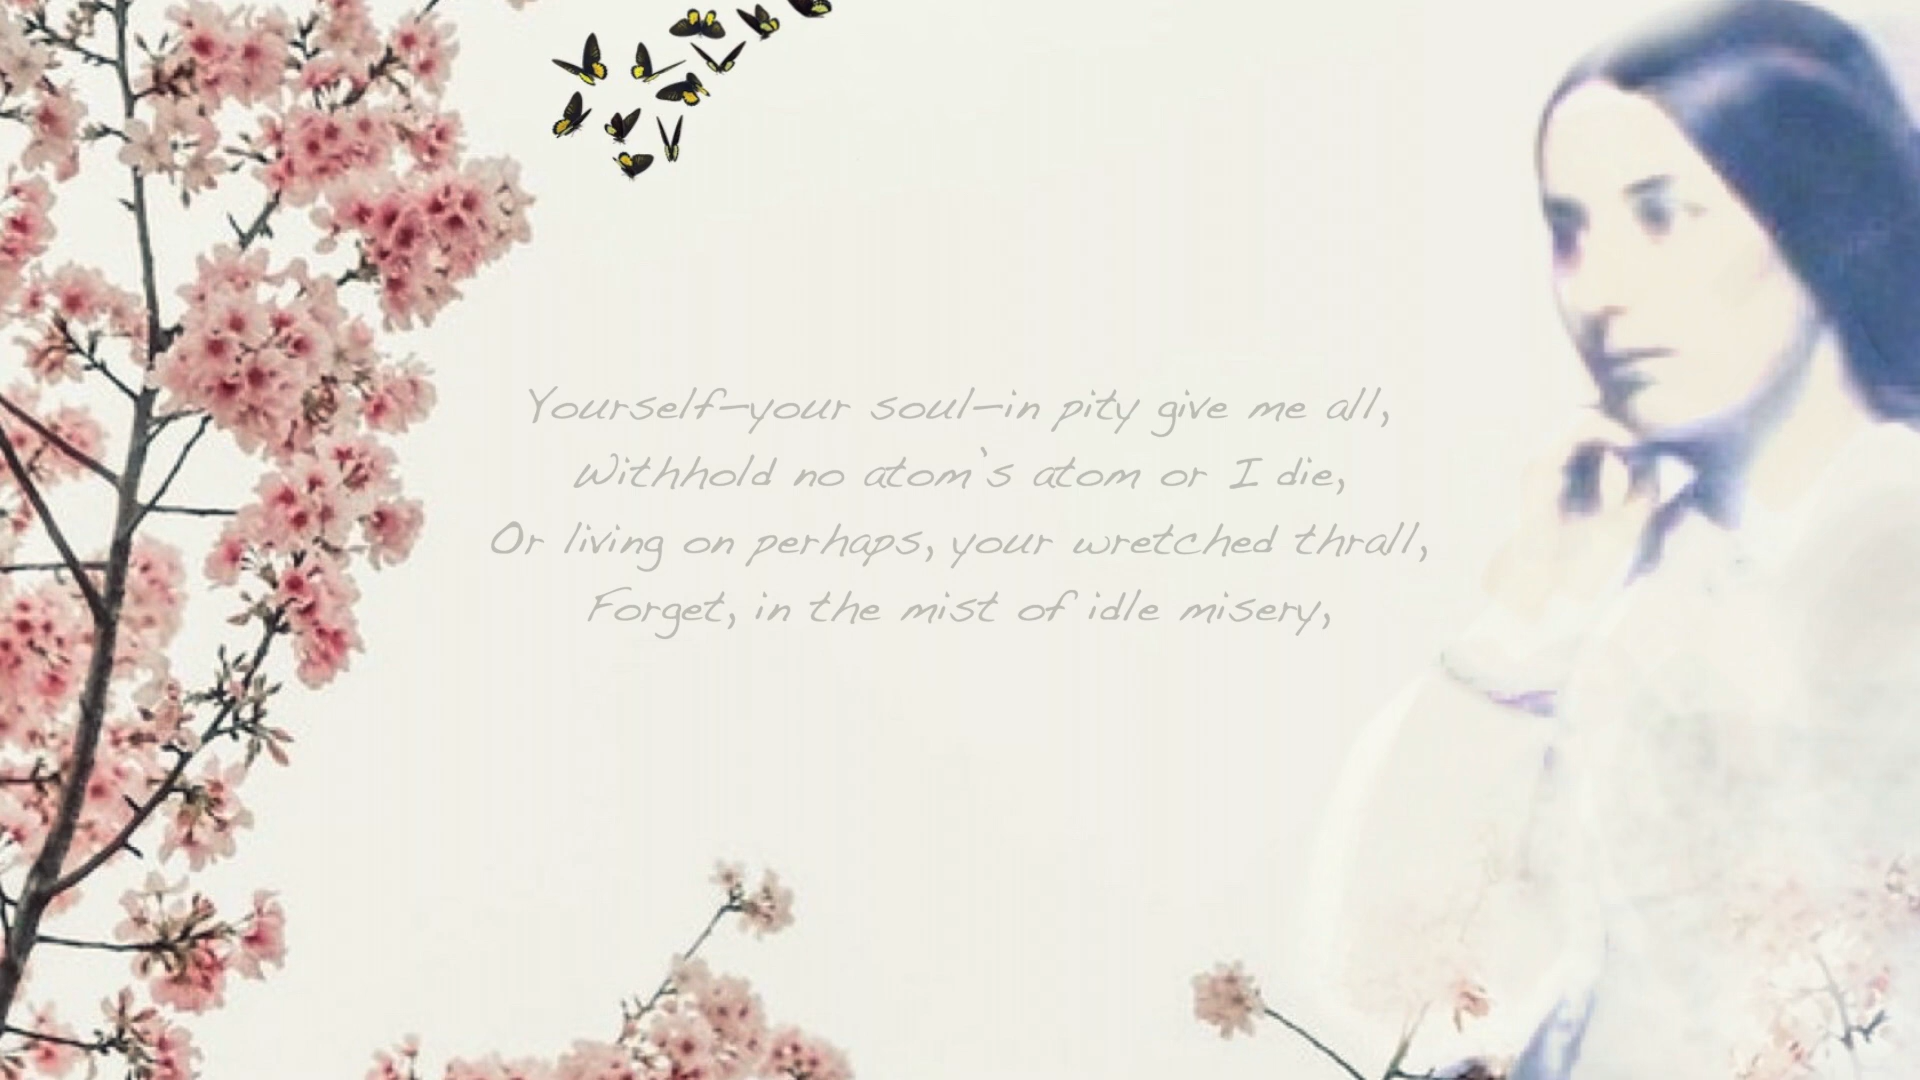 Yourself—your soul—in pity give me all,
Withhold no atom's atom or I die,
Or living on perhaps, your wretched thrall,
Forget, in the mist of idle misery,